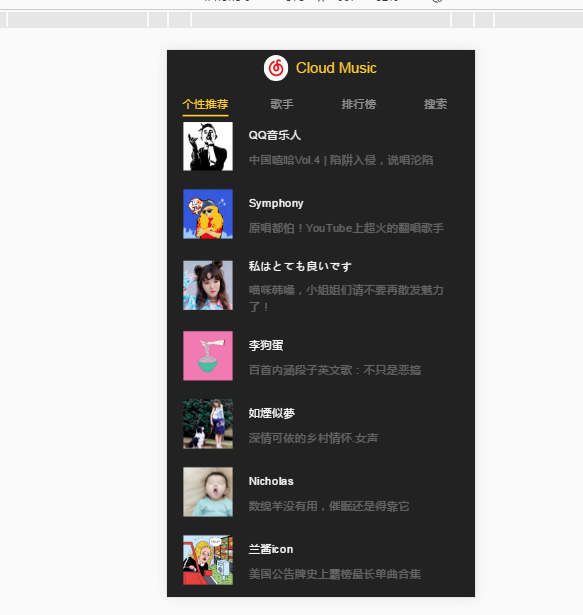 Cloud Music
个性推荐 歌手 排行榜 搜索
QQ音乐人
中国嘻哈Vol.4 | 陷阱入侵，说唱沦陷
Symphony
原唱都怕！YouTube上超火的翻唱歌手
私はとても良いです
喵咪韩嗓，小姐姐们请不要再散发魅力
了！
李狗蛋
百首内涵段子英文歌：不只是恶搞
如煙似夢
深情可依的乡村情怀.女声
Nicholas
数绵羊没有用，催眠还是得靠它
兰酱icon
美国公告牌史上霸榜最长单曲合集